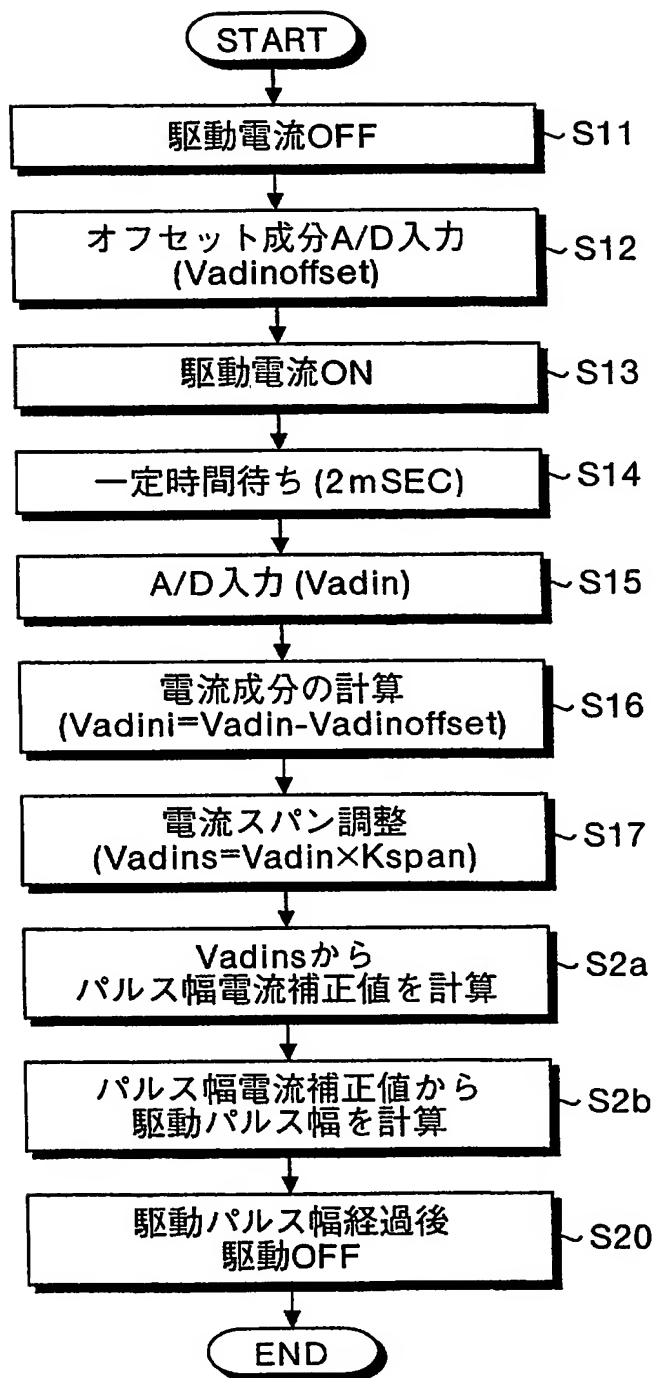 START
駆動電流OFF
S11
オフセット成分A/D入力
(Vadinoffset)
S12
駆動電流ON
S13
一定時間待ち (2mSEC)
S14
A/D入力 (Vadin)
S15
電流成分の計算
(Vadini=Vadin-Vadinoffset)
S16
電流スパン調整
(Vadins=Vadin×Kspan)
S17
Vadinsから
パルス幅電流補正値を計算
S2a
パルス幅電流補正値から
駆動パルス幅を計算
S2b
駆動パルス幅経過後
駆動OFF
S20
END